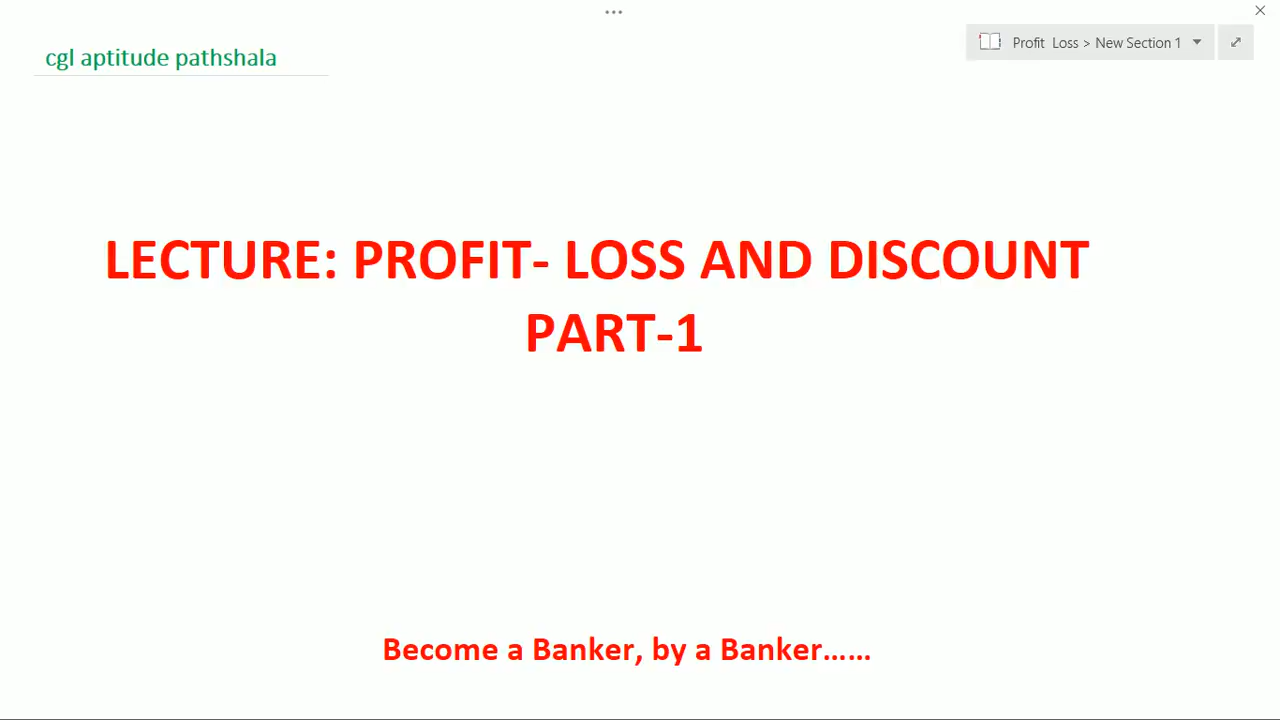 cgl aptitude pathshala
Profit Loss > New Section 1
LECTURE: PROFIT- LOSS AND DISCOUNT
PART-1
Become a Banker, by a Banker......